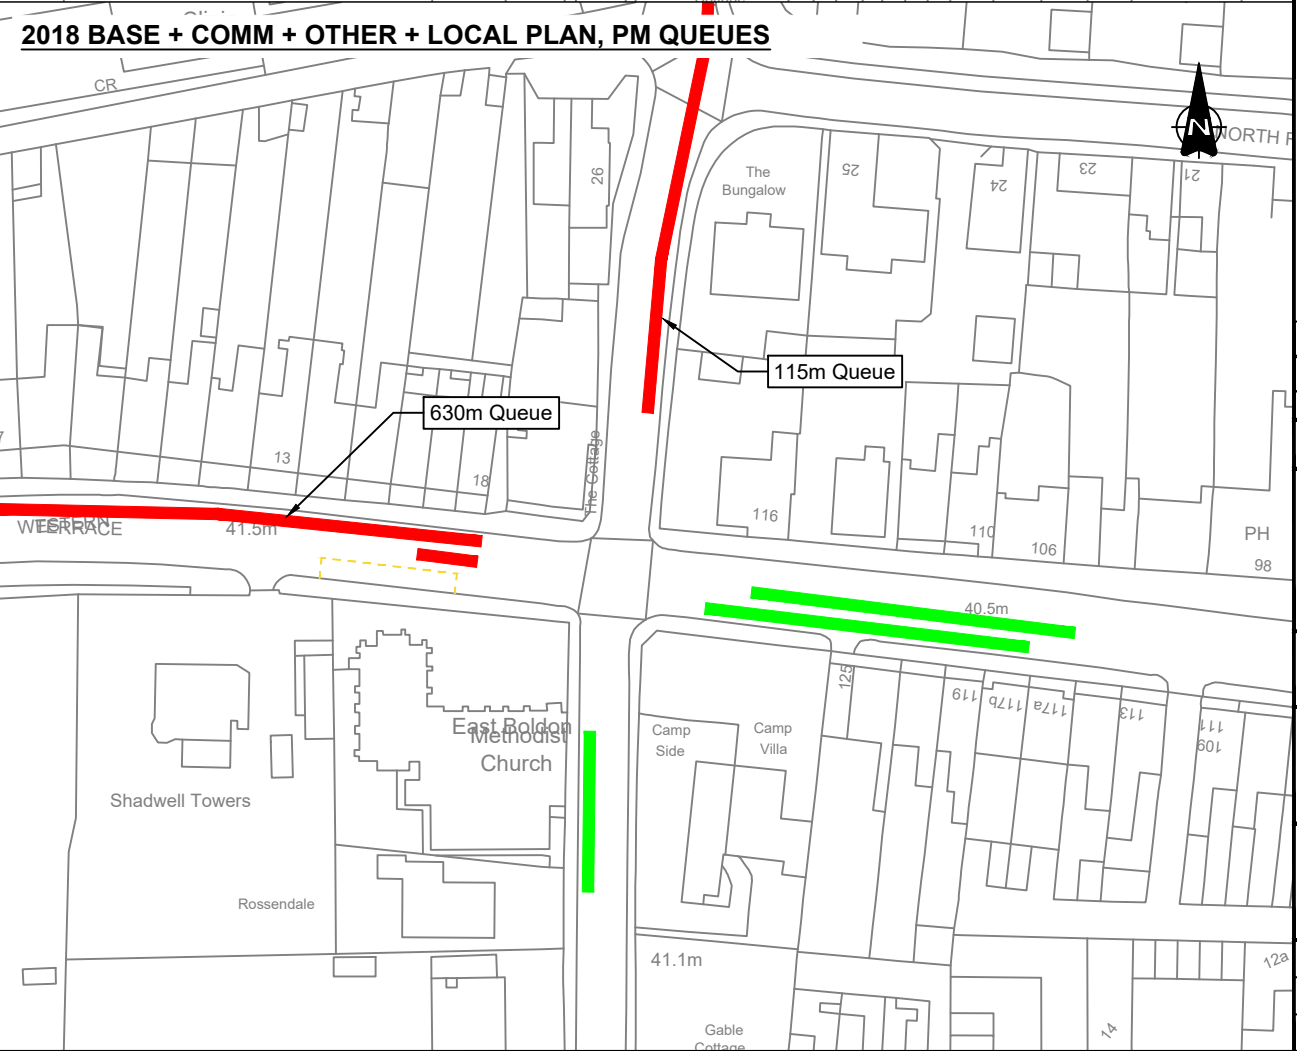 2018 BASE + COMM + OTHER + LOCAL PLAN, PM QUEUES
CR
N
NORTH
26
The
Bungalow
25
24
23
21
115m Queue
630m Queue
The Cottage
13
18
116
110
106
PH
98
WESTERN
TERRACE
41.5m
40.5m
125
119
117b
117a
113
111
109
East Boldon
Methodist
Church
Camp
Side
Camp
Villa
Shadwell Towers
Rossendale
41.1m
12a
14
Gable
Cottage